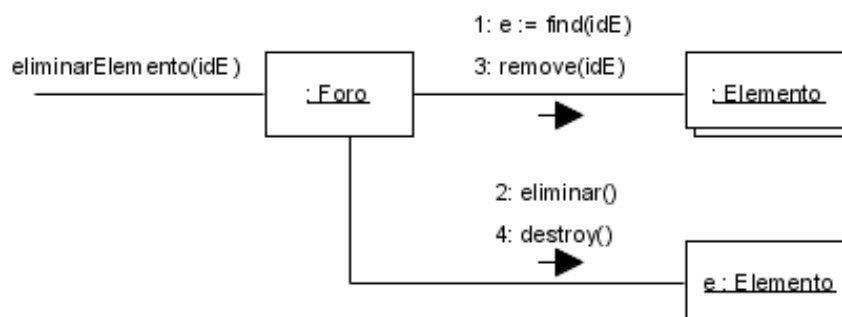 1: e := find(idE)
eliminarElemento(idE)
3: remove(idE)
: Foro
: Elemento
2: eliminar()
4: destroy()
e : Elemento